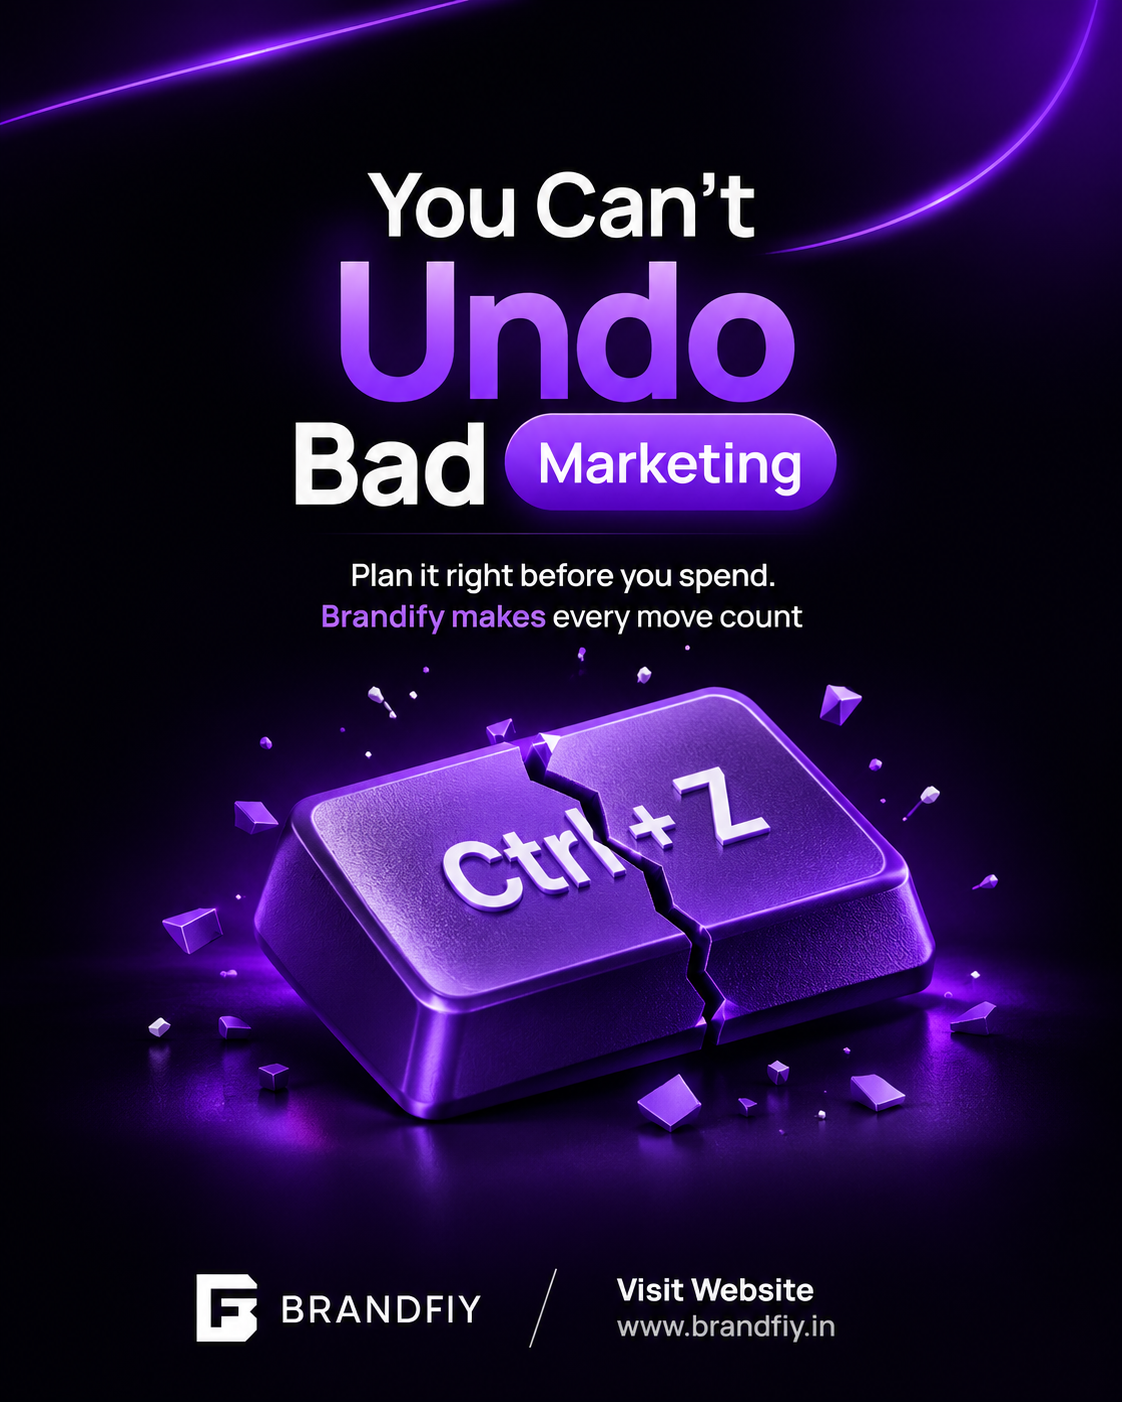 You Can’t
Undo
Bad Marketing
Plan it right before you spend.
Brandify makes every move count
Ctrl + Z
BRANDFIY
Visit Website
www.brandfiy.in